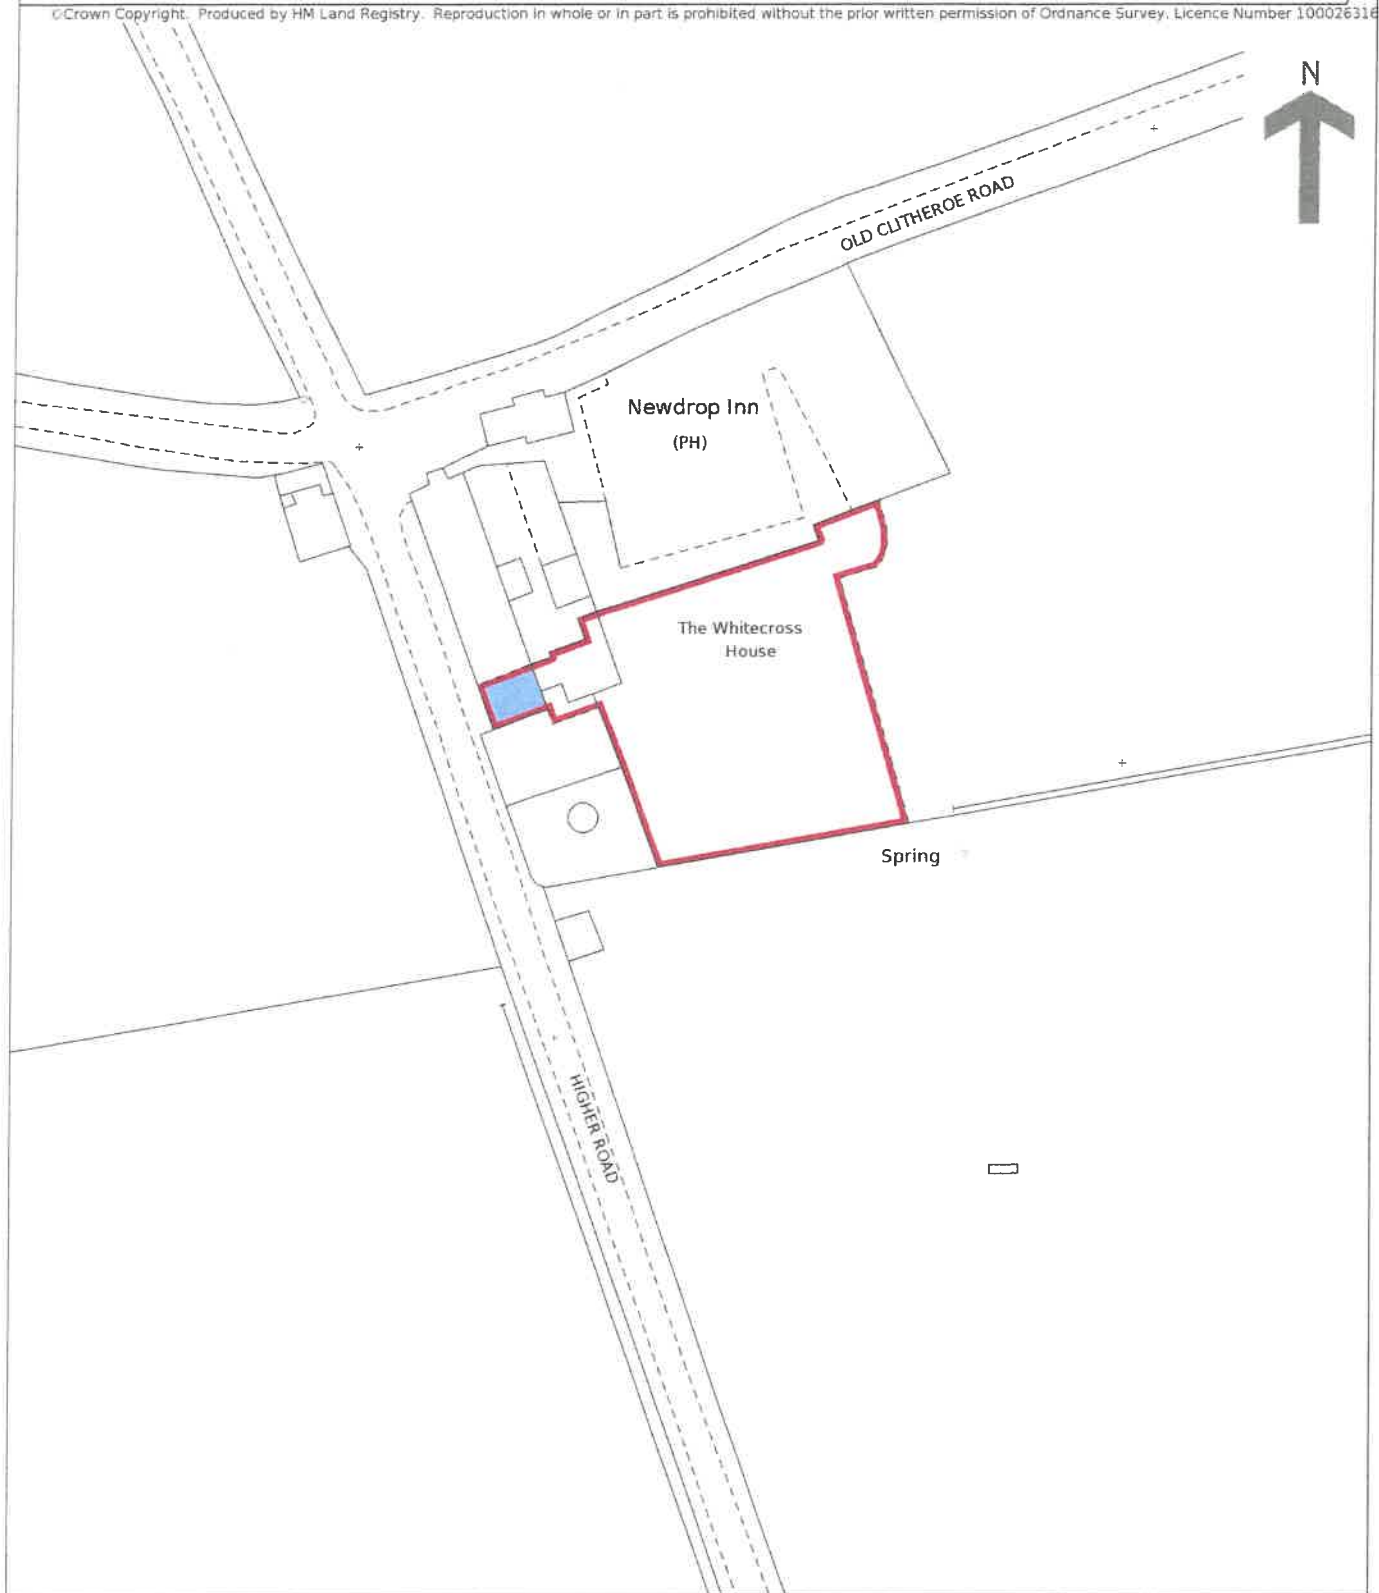 ©Crown Copyright. Produced by HM Land Registry. Reproduction in whole or in part is prohibited without the prior written permission of Ordnance Survey. Licence Number 100026316
N
OLD CLITHEROE ROAD
Newdrop Inn
(PH)
The Whitecross
House
Spring
HIGHER ROAD